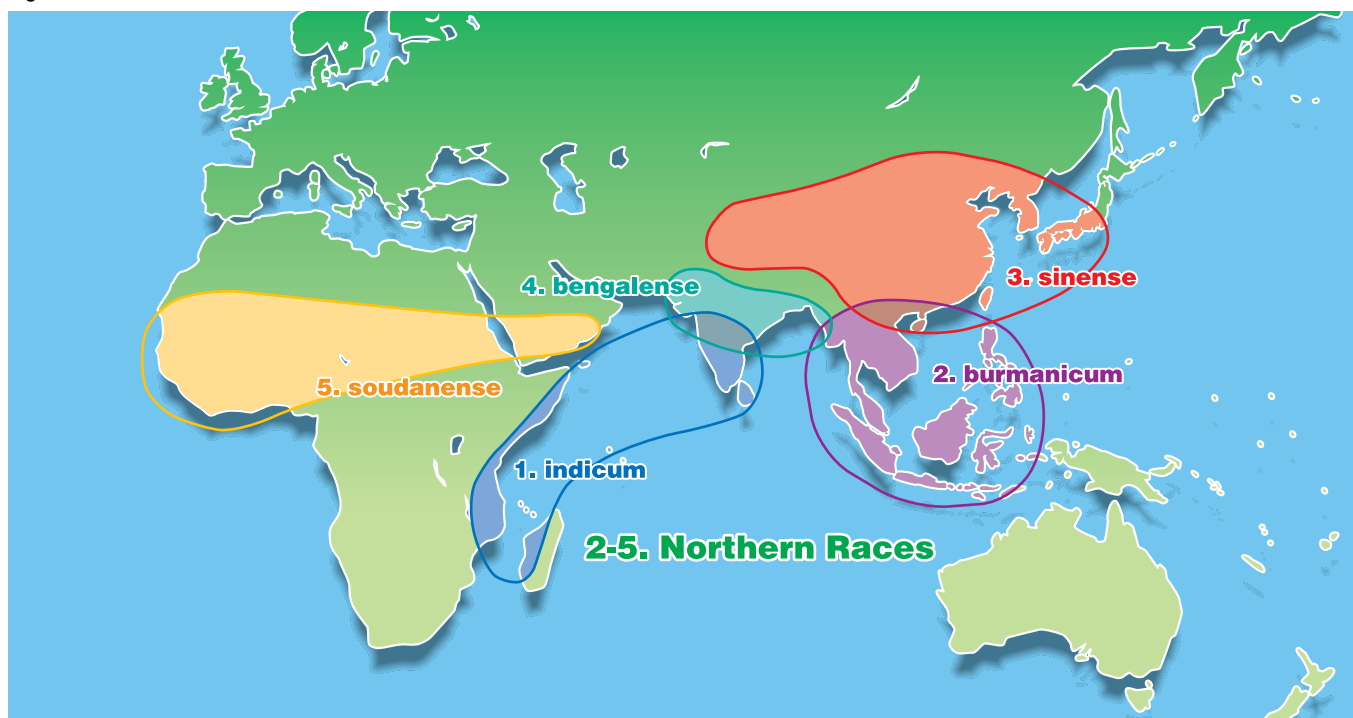 4. bengalense
3. sinense
2. burmanicum
5. soudanense
1. indicum
2-5. Northern Races